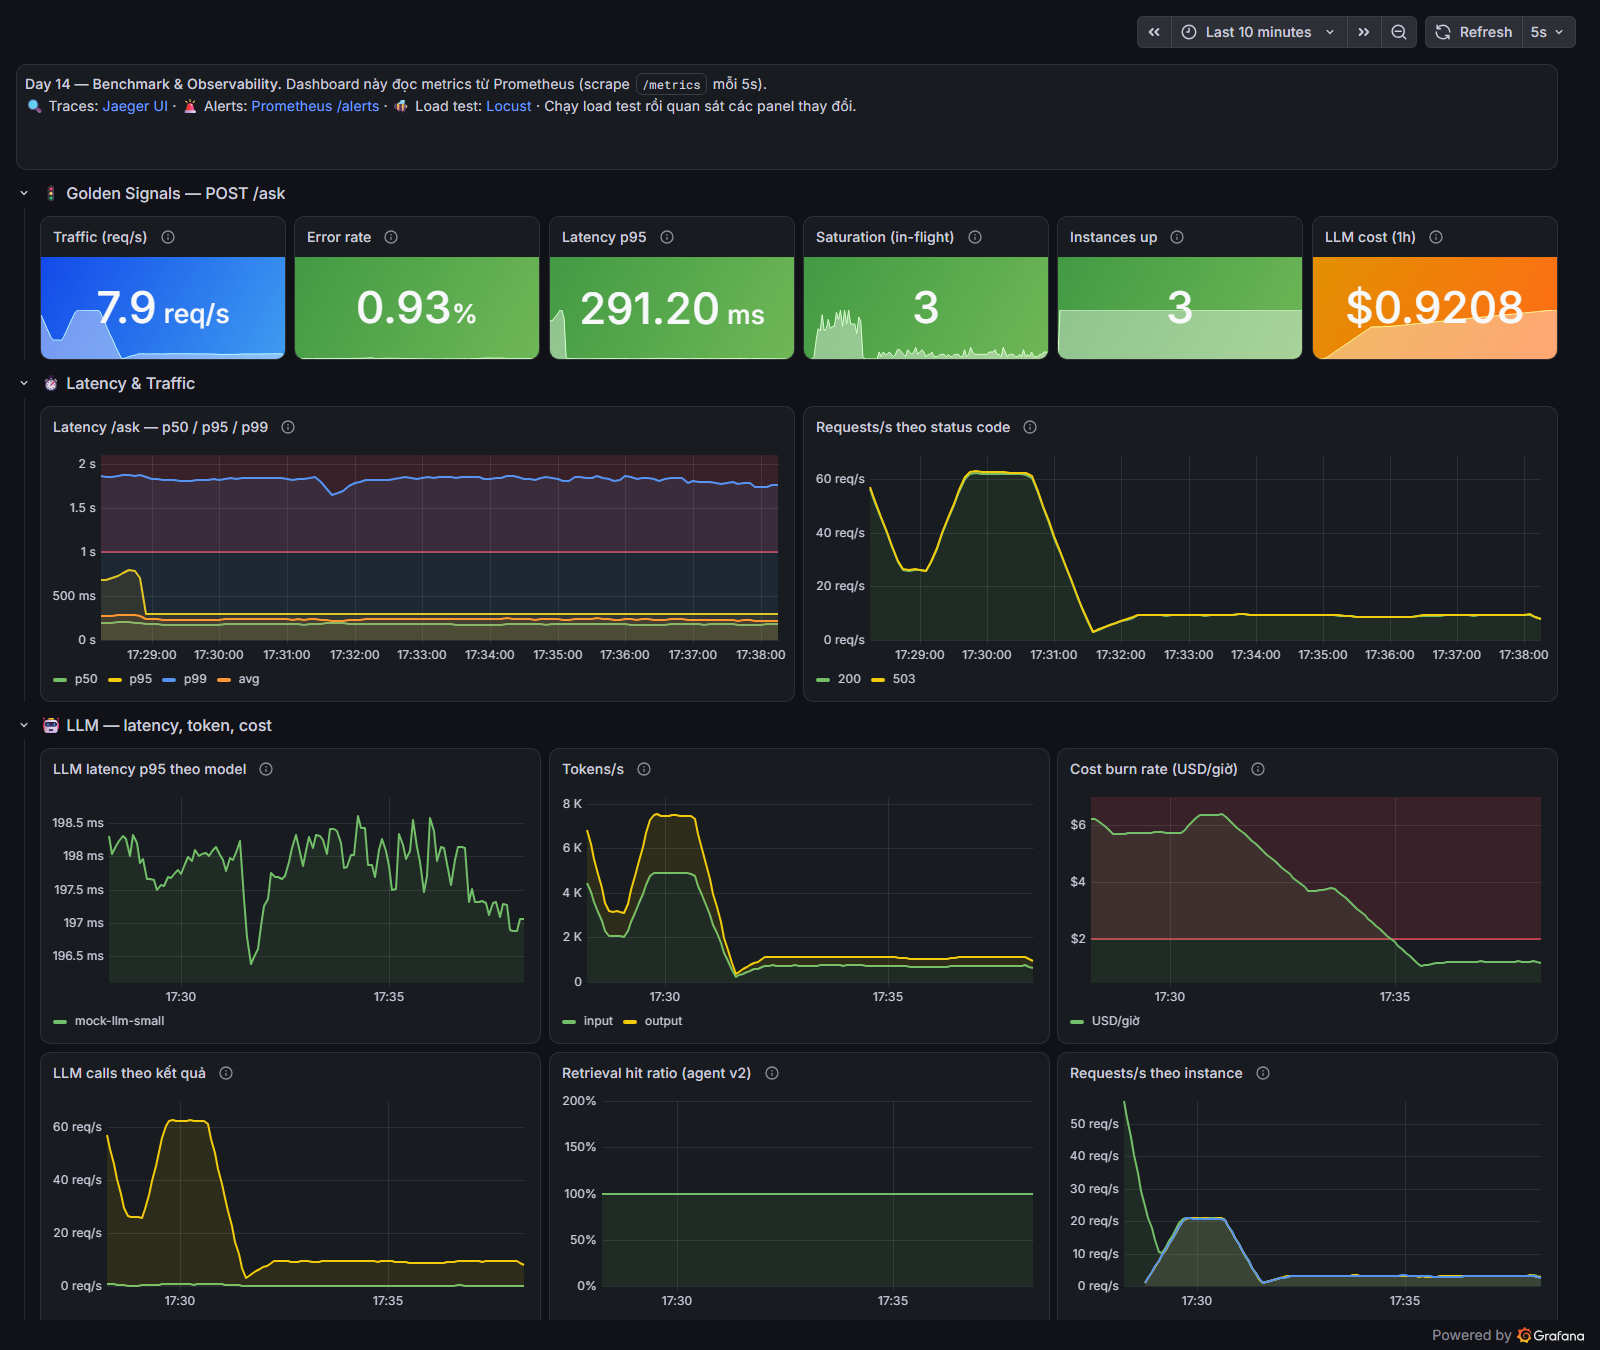 Last 10 minutes
Refresh
5s
Day 14 — Benchmark & Observability. Dashboard này đọc metrics từ Prometheus (scrape /metrics mỗi 5s).
Traces: Jaeger UI · Alerts: Prometheus /alerts · Load test: Locust · Chạy load test rồi quan sát các panel thay đổi.
Golden Signals — POST /ask
Traffic (req/s)
7.9 req/s
Error rate
0.93%
Latency p95
291.20 ms
Saturation (in-flight)
3
Instances up
3
LLM cost (1h)
$0.9208
Latency & Traffic
Latency /ask — p50 / p95 / p99
2 s
1.5 s
1 s
500 ms
0 s
17:29:00 17:30:00 17:31:00 17:32:00 17:33:00 17:34:00 17:35:00 17:36:00 17:37:00 17:38:00
p50 p95 p99 avg
Requests/s theo status code
60 req/s
40 req/s
20 req/s
0 req/s
17:29:00 17:30:00 17:31:00 17:32:00 17:33:00 17:34:00 17:35:00 17:36:00 17:37:00 17:38:00
200 503
LLM — latency, token, cost
LLM latency p95 theo model
198.5 ms
198 ms
197.5 ms
197 ms
196.5 ms
17:30 17:35
mock-llm-small
Tokens/s
8 K
6 K
4 K
2 K
0
17:30 17:35
input output
Cost burn rate (USD/giờ)
$6
$4
$2
17:30 17:35
USD/giờ
LLM calls theo kết quả
60 req/s
40 req/s
20 req/s
0 req/s
17:30 17:35
Retrieval hit ratio (agent v2)
200%
150%
100%
50%
0%
17:30 17:35
Requests/s theo instance
50 req/s
40 req/s
30 req/s
20 req/s
10 req/s
0 req/s
17:30 17:35
Powered by Grafana